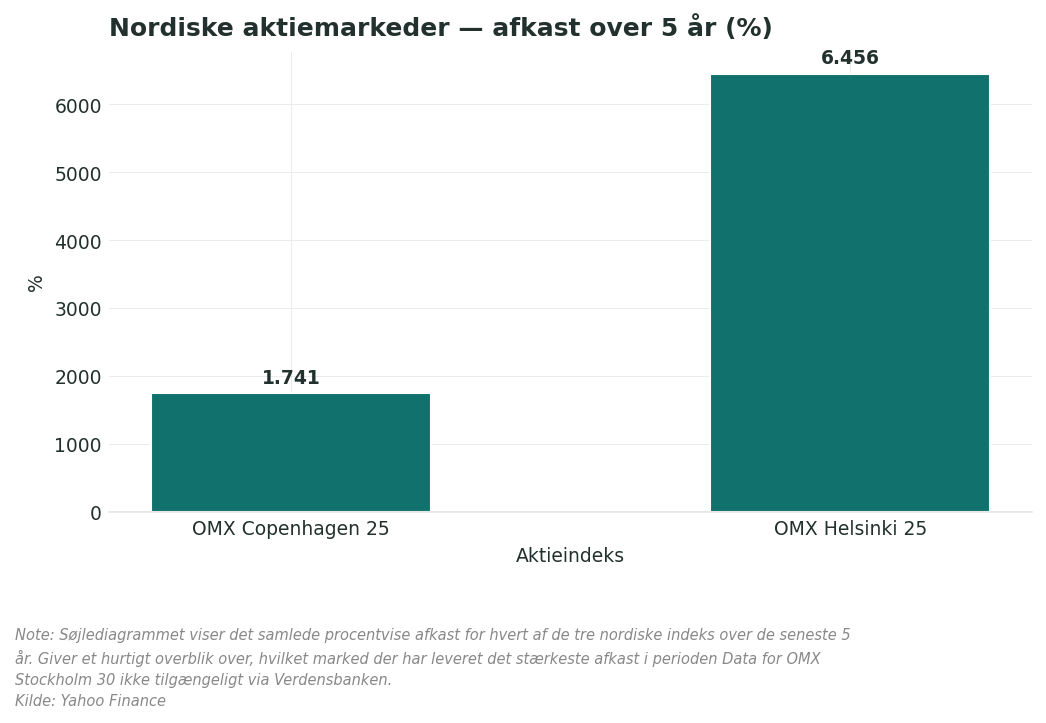 Nordiske aktiemarkeder — afkast over 5 år (%)
6.456
6000
5000
4000
%
3000
2000
1.741
1000
0
OMX Copenhagen 25
OMX Helsinki 25
Aktieindeks
Note: Søjlediagrammet viser det samlede procentvise afkast for hvert af de tre nordiske indeks over de seneste 5
år. Giver et hurtigt overblik over, hvilket marked der har leveret det stærkeste afkast i perioden Data for OMX
Stockholm 30 ikke tilgængeligt via Verdensbanken.
Kilde: Yahoo Finance